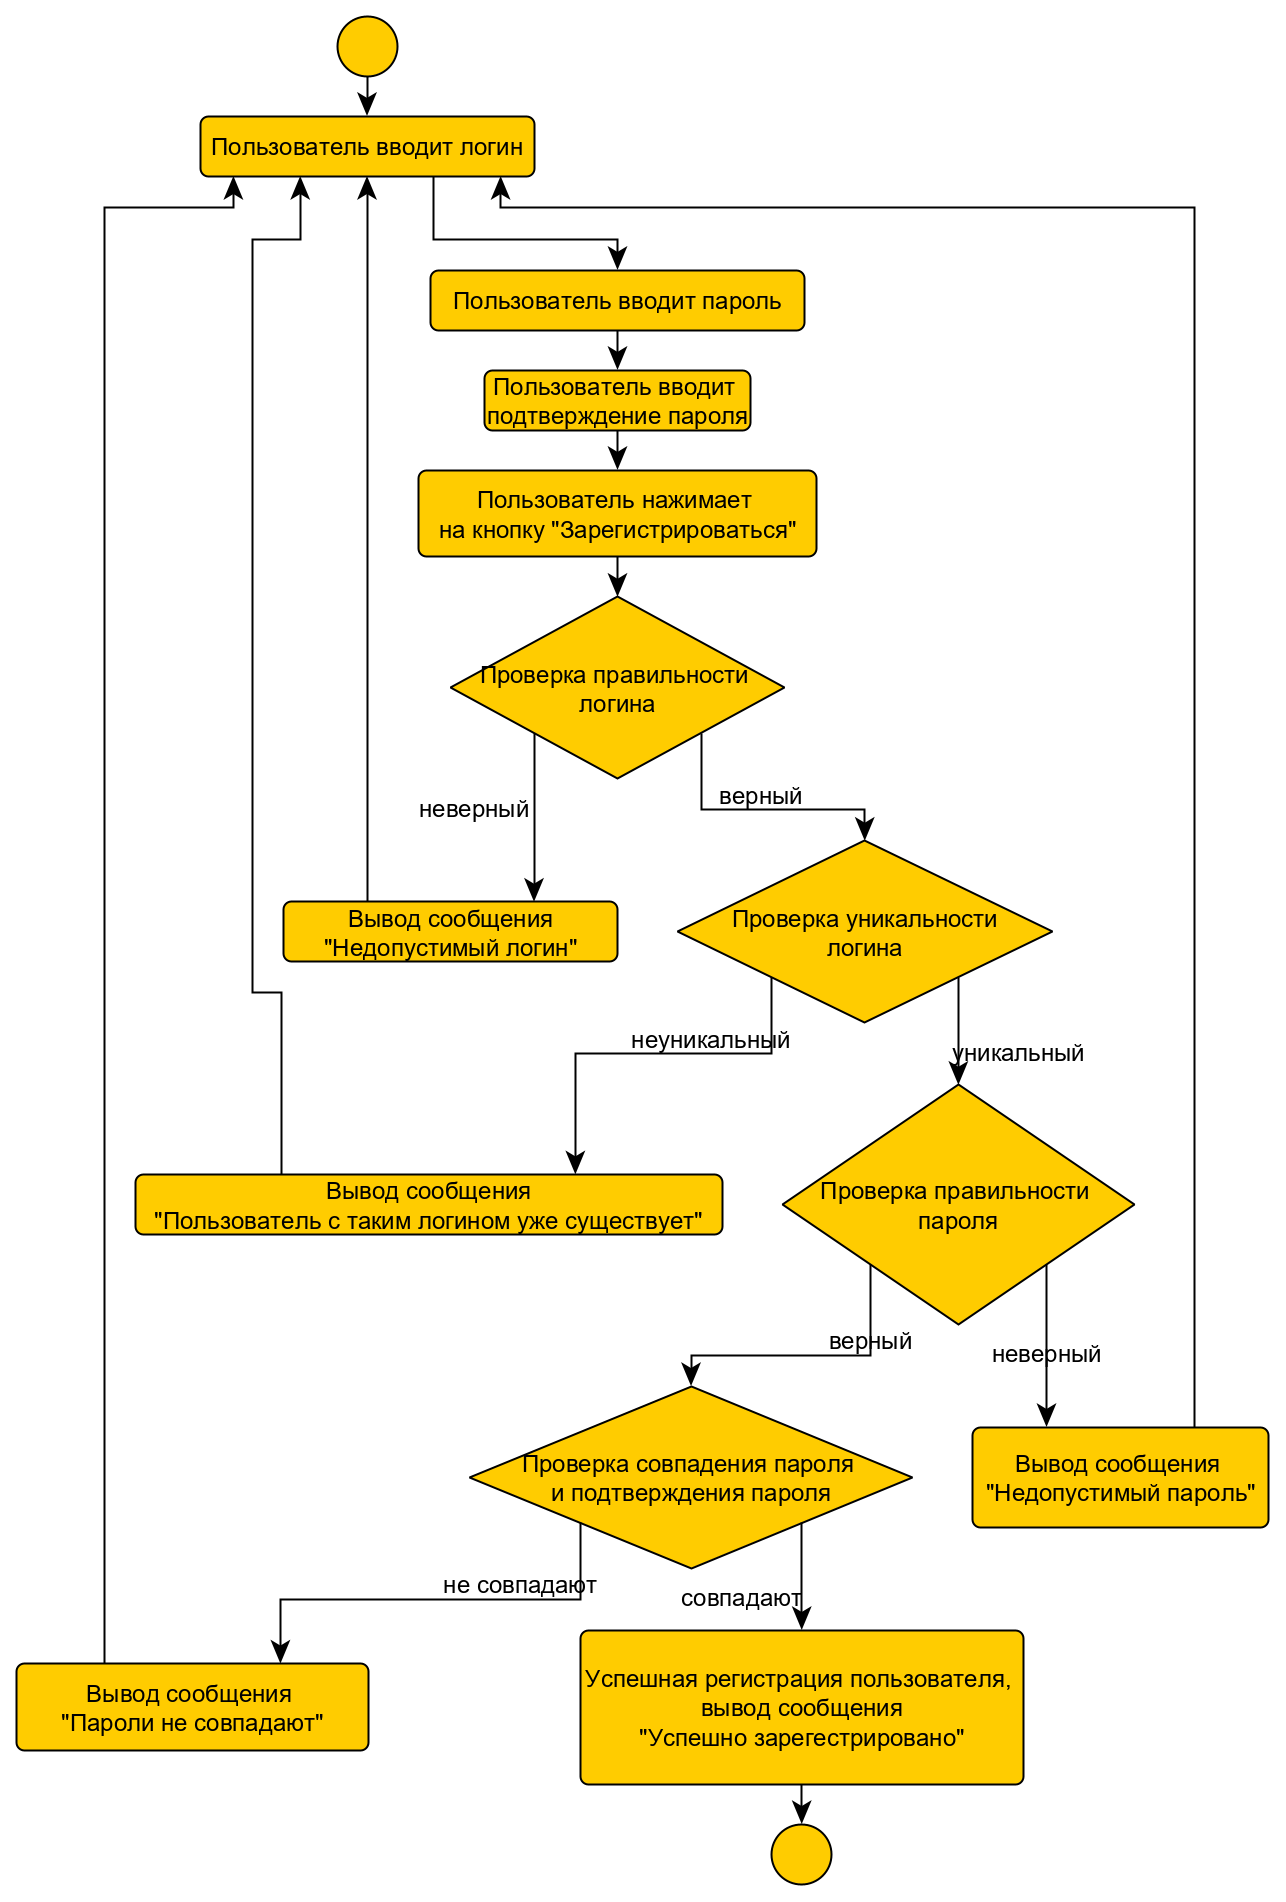 Пользователь вводит логин
Пользователь вводит пароль
Пользователь вводит
подтверждение пароля
Пользователь нажимает
на кнопку "Зарегистрироваться"
Проверка правильности
логина
неверный
верный
Вывод сообщения
"Недопустимый логин"
Проверка уникальности
логина
неуникальный
уникальный
Вывод сообщения
"Пользователь с таким логином уже существует"
Проверка правильности
пароля
верный
неверный
Проверка совпадения пароля
и подтверждения пароля
Вывод сообщения
"Недопустимый пароль"
не совпадают
совпадают
Вывод сообщения
"Пароли не совпадают"
Успешная регистрация пользователя,
вывод сообщения
"Успешно зарегестрировано"